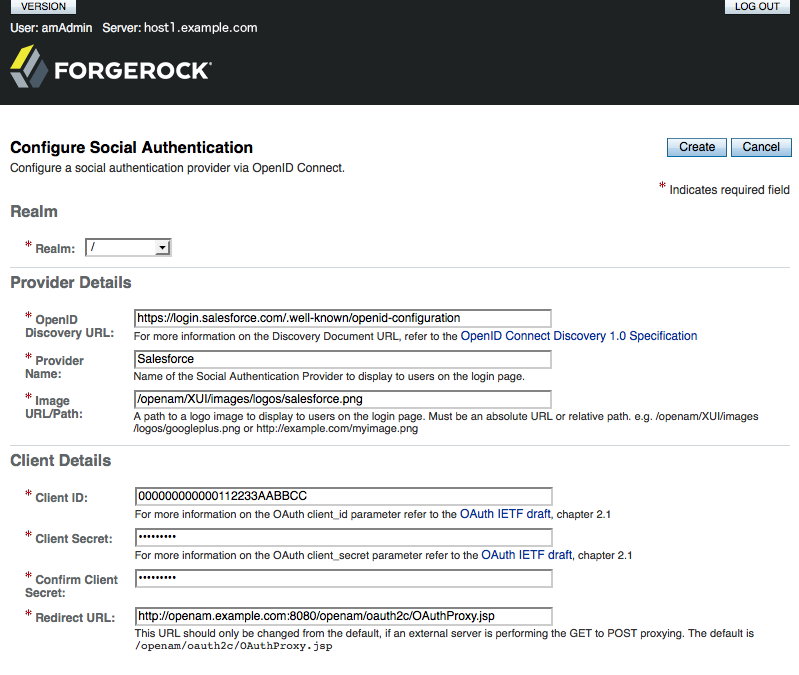 VERSION
LOG OUT
User: amAdmin Server: host1.example.com
FORGEROCK
Configure Social Authentication
Create
Cancel
Configure a social authentication provider via OpenID Connect.
* Indicates required field
Realm
* Realm:
/
Provider Details
* OpenID
Discovery URL:
https://login.salesforce.com/.well-known/openid-configuration
For more information on the Discovery Document URL, refer to the OpenID Connect Discovery 1.0 Specification
* Provider
Name:
Salesforce
Name of the Social Authentication Provider to display to users on the login page.
* Image
URL/Path:
/openam/XUI/images/logos/salesforce.png
A path to a logo image to display to users on the login page. Must be an absolute URL or relative path. e.g. /openam/XUI/images
/logos/googleplus.png or http://example.com/myimage.png
Client Details
* Client ID:
000000000000112233AABBCC
For more information on the OAuth client_id parameter refer to the OAuth IETF draft, chapter 2.1
* Client Secret:
•••••••••
For more information on the OAuth client_secret parameter refer to the OAuth IETF draft, chapter 2.1
* Confirm Client
Secret:
•••••••••
* Redirect URL:
http://openam.example.com:8080/openam/oauth2c/OAuthProxy.jsp
This URL should only be changed from the default, if an external server is performing the GET to POST proxying. The default is
/openam/oauth2c/OAuthProxy.jsp